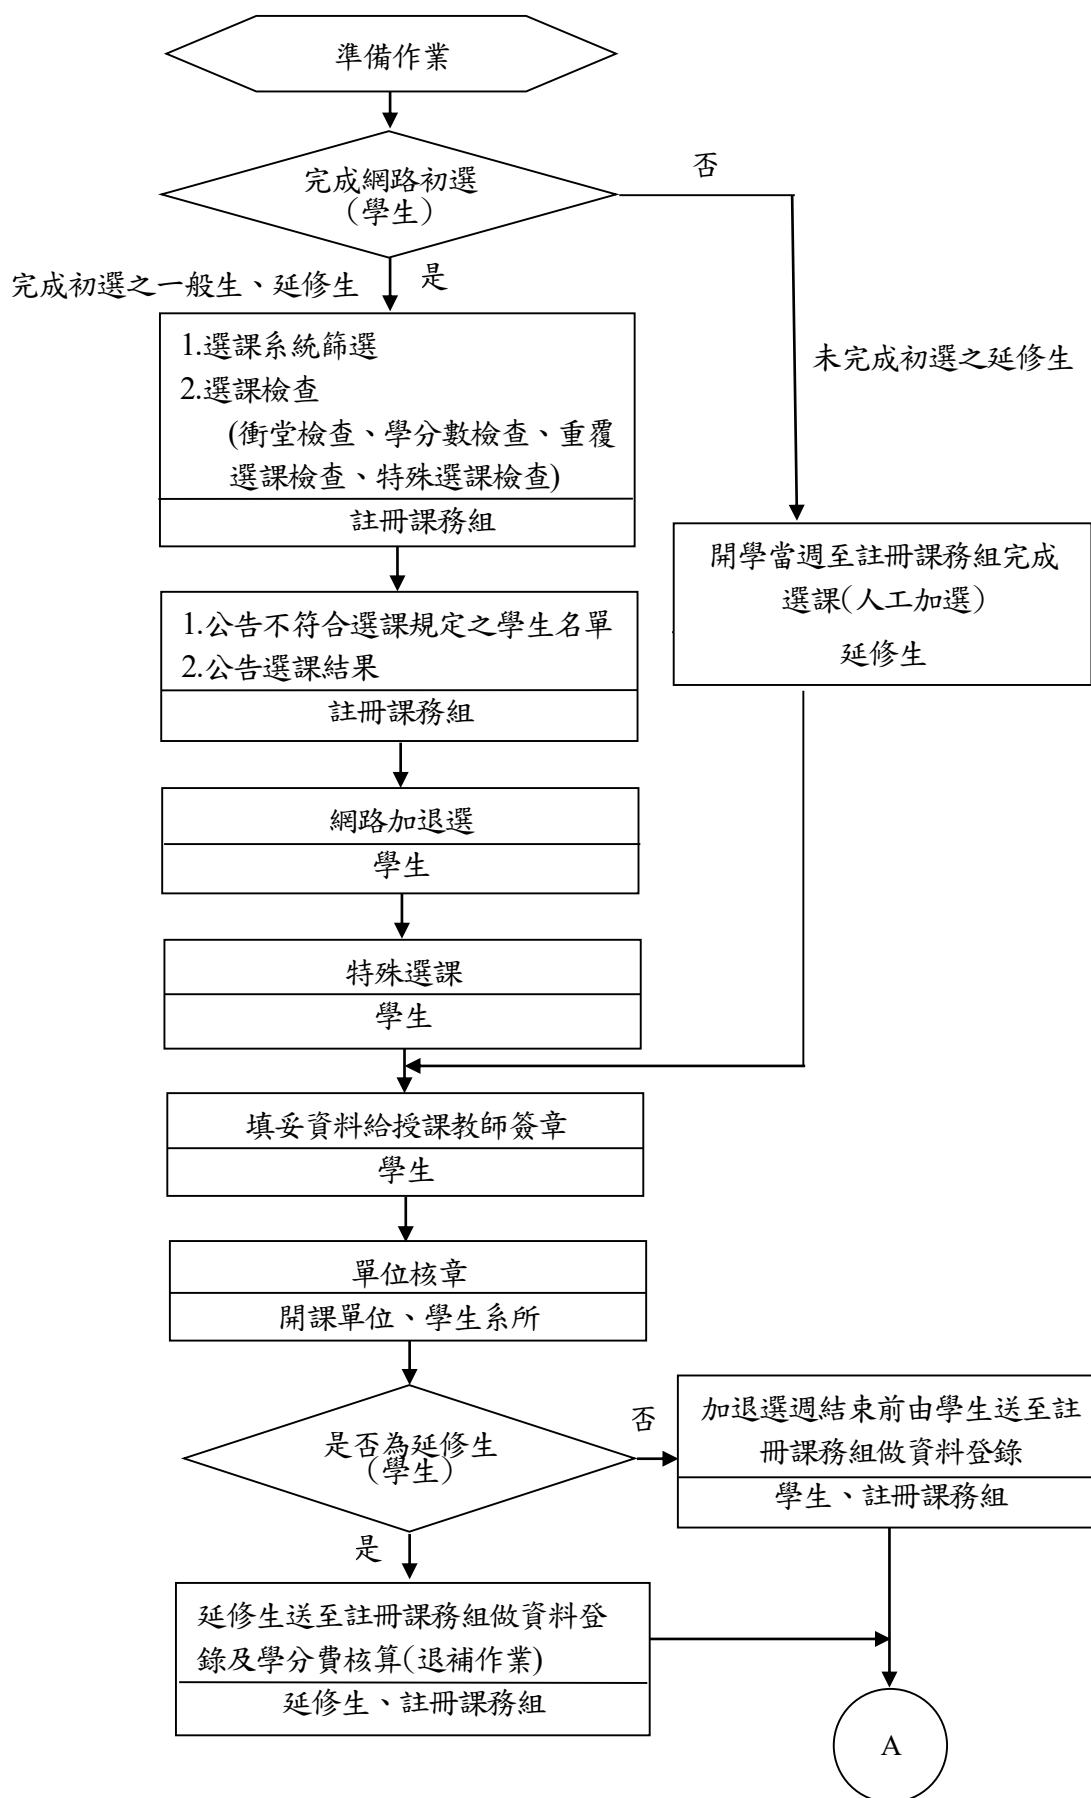 準備作業
完成網路初選
（學生）
否
完成初選之一般生、延修生
是
1.選課系統篩選
2.選課檢查
(衝堂檢查、學分數檢查、重覆
選課檢查、特殊選課檢查)
註冊課務組
未完成初選之延修生
開學當週至註冊課務組完成
選課(人工加選)
延修生
1.公告不符合選課規定之學生名單
2.公告選課結果
註冊課務組
網路加退選
學生
特殊選課
學生
填妥資料給授課教師簽章
學生
單位核章
開課單位、學生系所
是否為延修生
（學生）
否
加退選週結束前由學生送至註
冊課務組做資料登錄
學生、註冊課務組
是
延修生送至註冊課務組做資料登
錄及學分費核算(退補作業)
延修生、註冊課務組
A